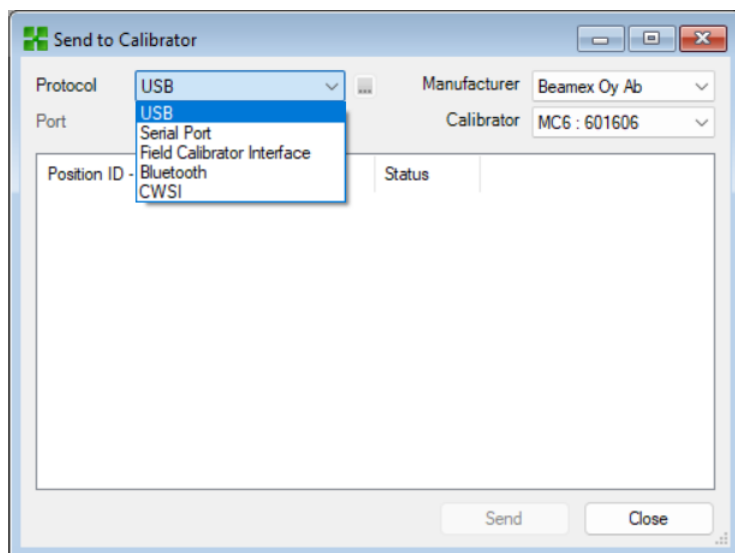 Send to Calibrator
Protocol USB ... Manufacturer Beamex Oy Ab
Port Calibrator MC6 : 601606
USB
Serial Port
Field Calibrator Interface
Bluetooth
CWSI
Position ID - Status
Send Close